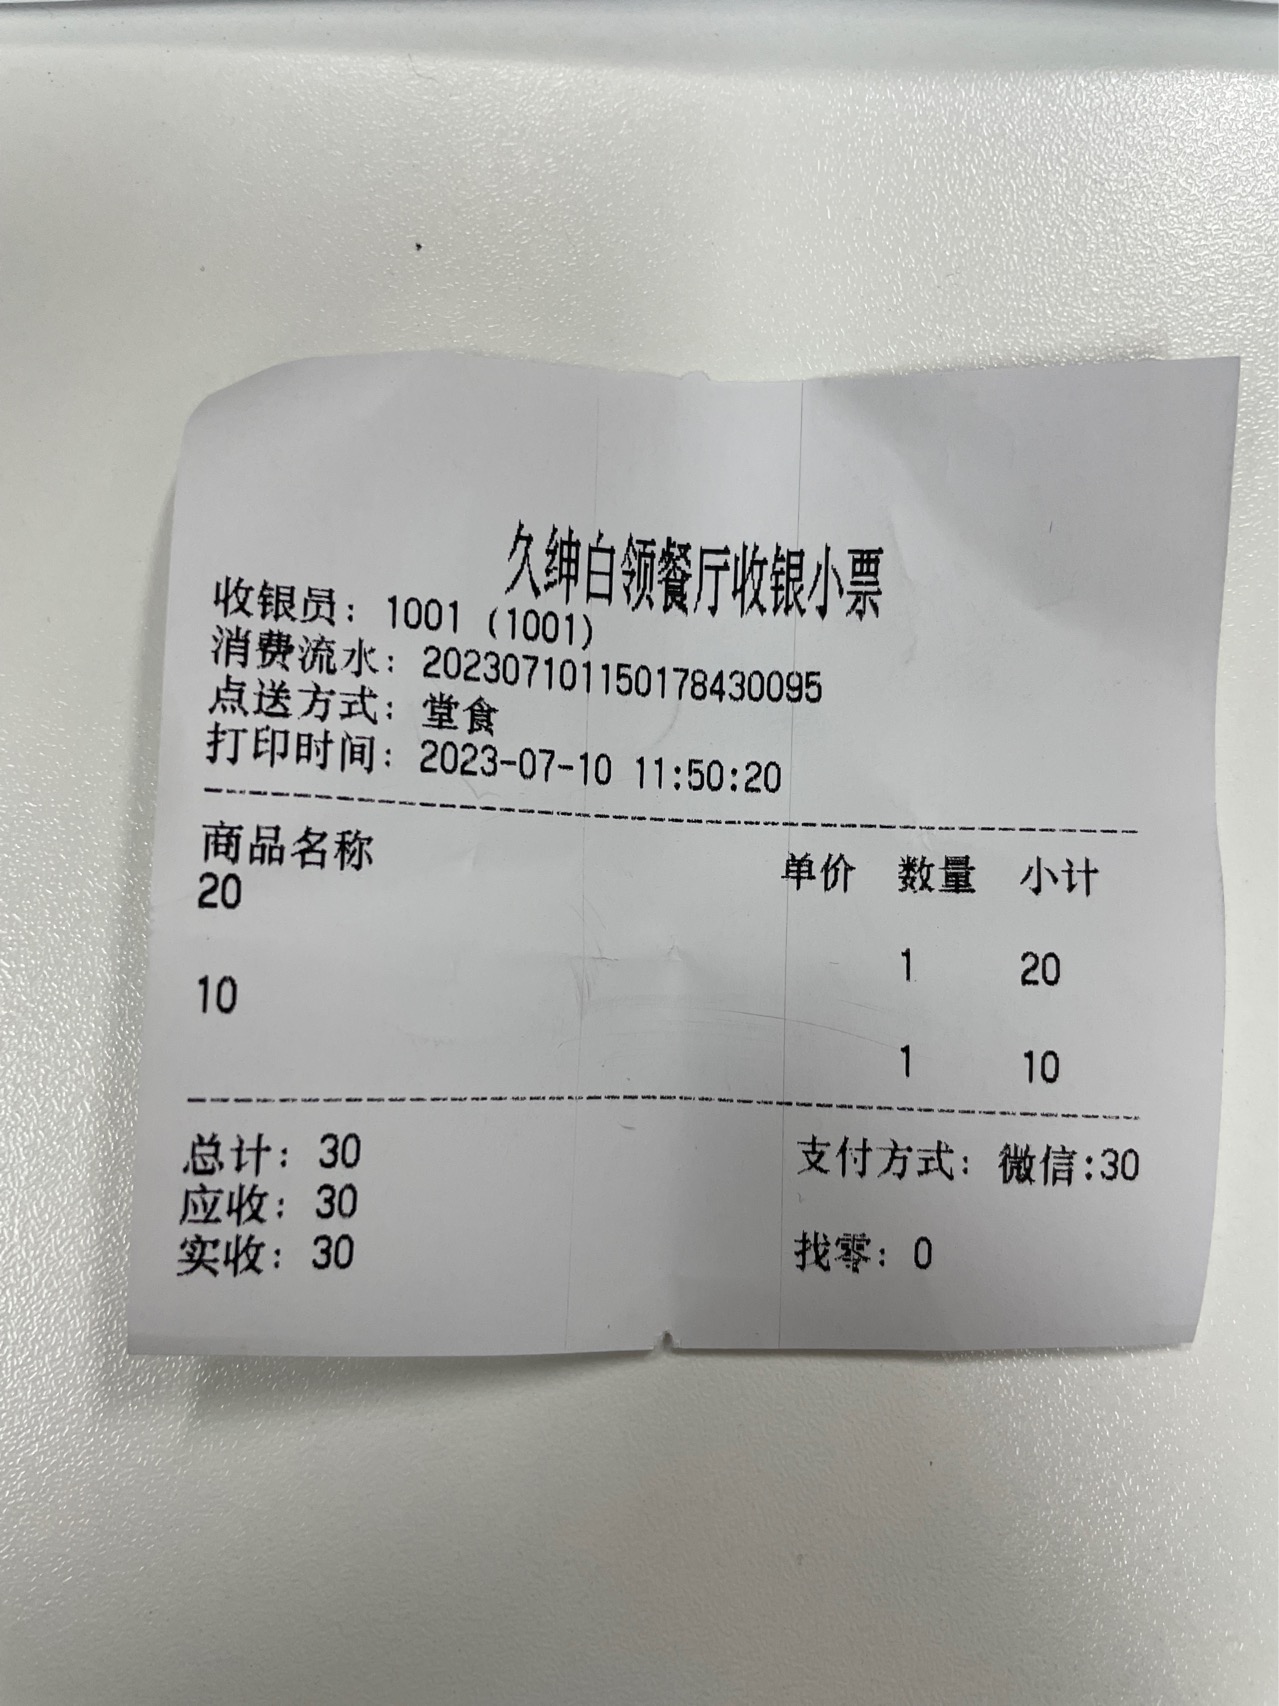 久绅白领餐厅收银小票
收银员: 1001 (1001)
消费流水: 202307101150178430095
点送方式: 堂食
打印时间: 2023-07-10 11:50:20
商品名称 单价 数量 小计
20
1 20
10
1 10
总计: 30 支付方式: 微信:30
应收: 30
实收: 30 找零: 0